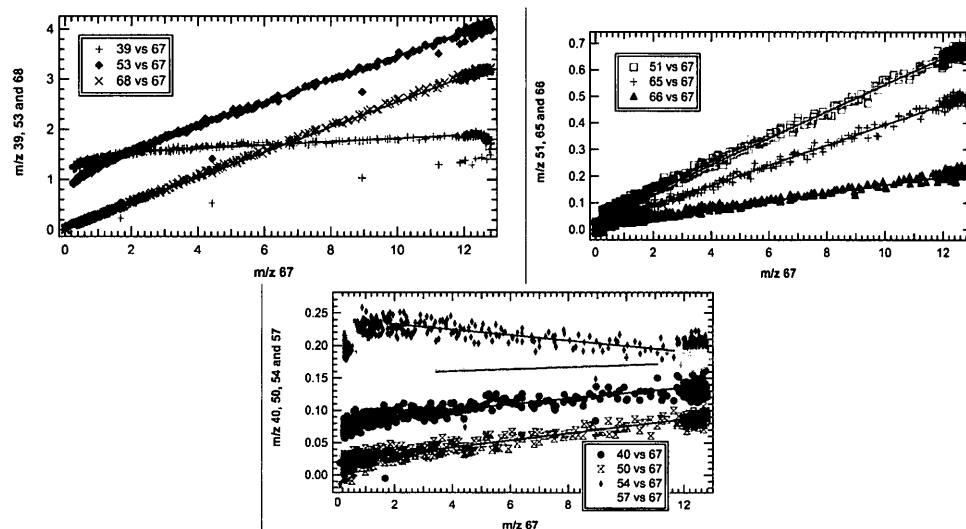 4
3
2
1
0
m/z 39, 53 and 68
39 vs 67
53 vs 67
68 vs 67
0 2 4 6 8 10 12
m/z 67
0.7
0.6
0.5
0.4
0.3
0.2
0.1
0.0
m/z 51, 65 and 66
51 vs 67
65 vs 67
66 vs 67
0 2 4 6 8 10 12
m/z 67
0.25
0.20
0.15
0.10
0.05
0.00
m/z 40, 50, 54 and 57
40 vs 67
50 vs 67
54 vs 67
57 vs 67
0 2 4 6 8 10 12
m/z 67